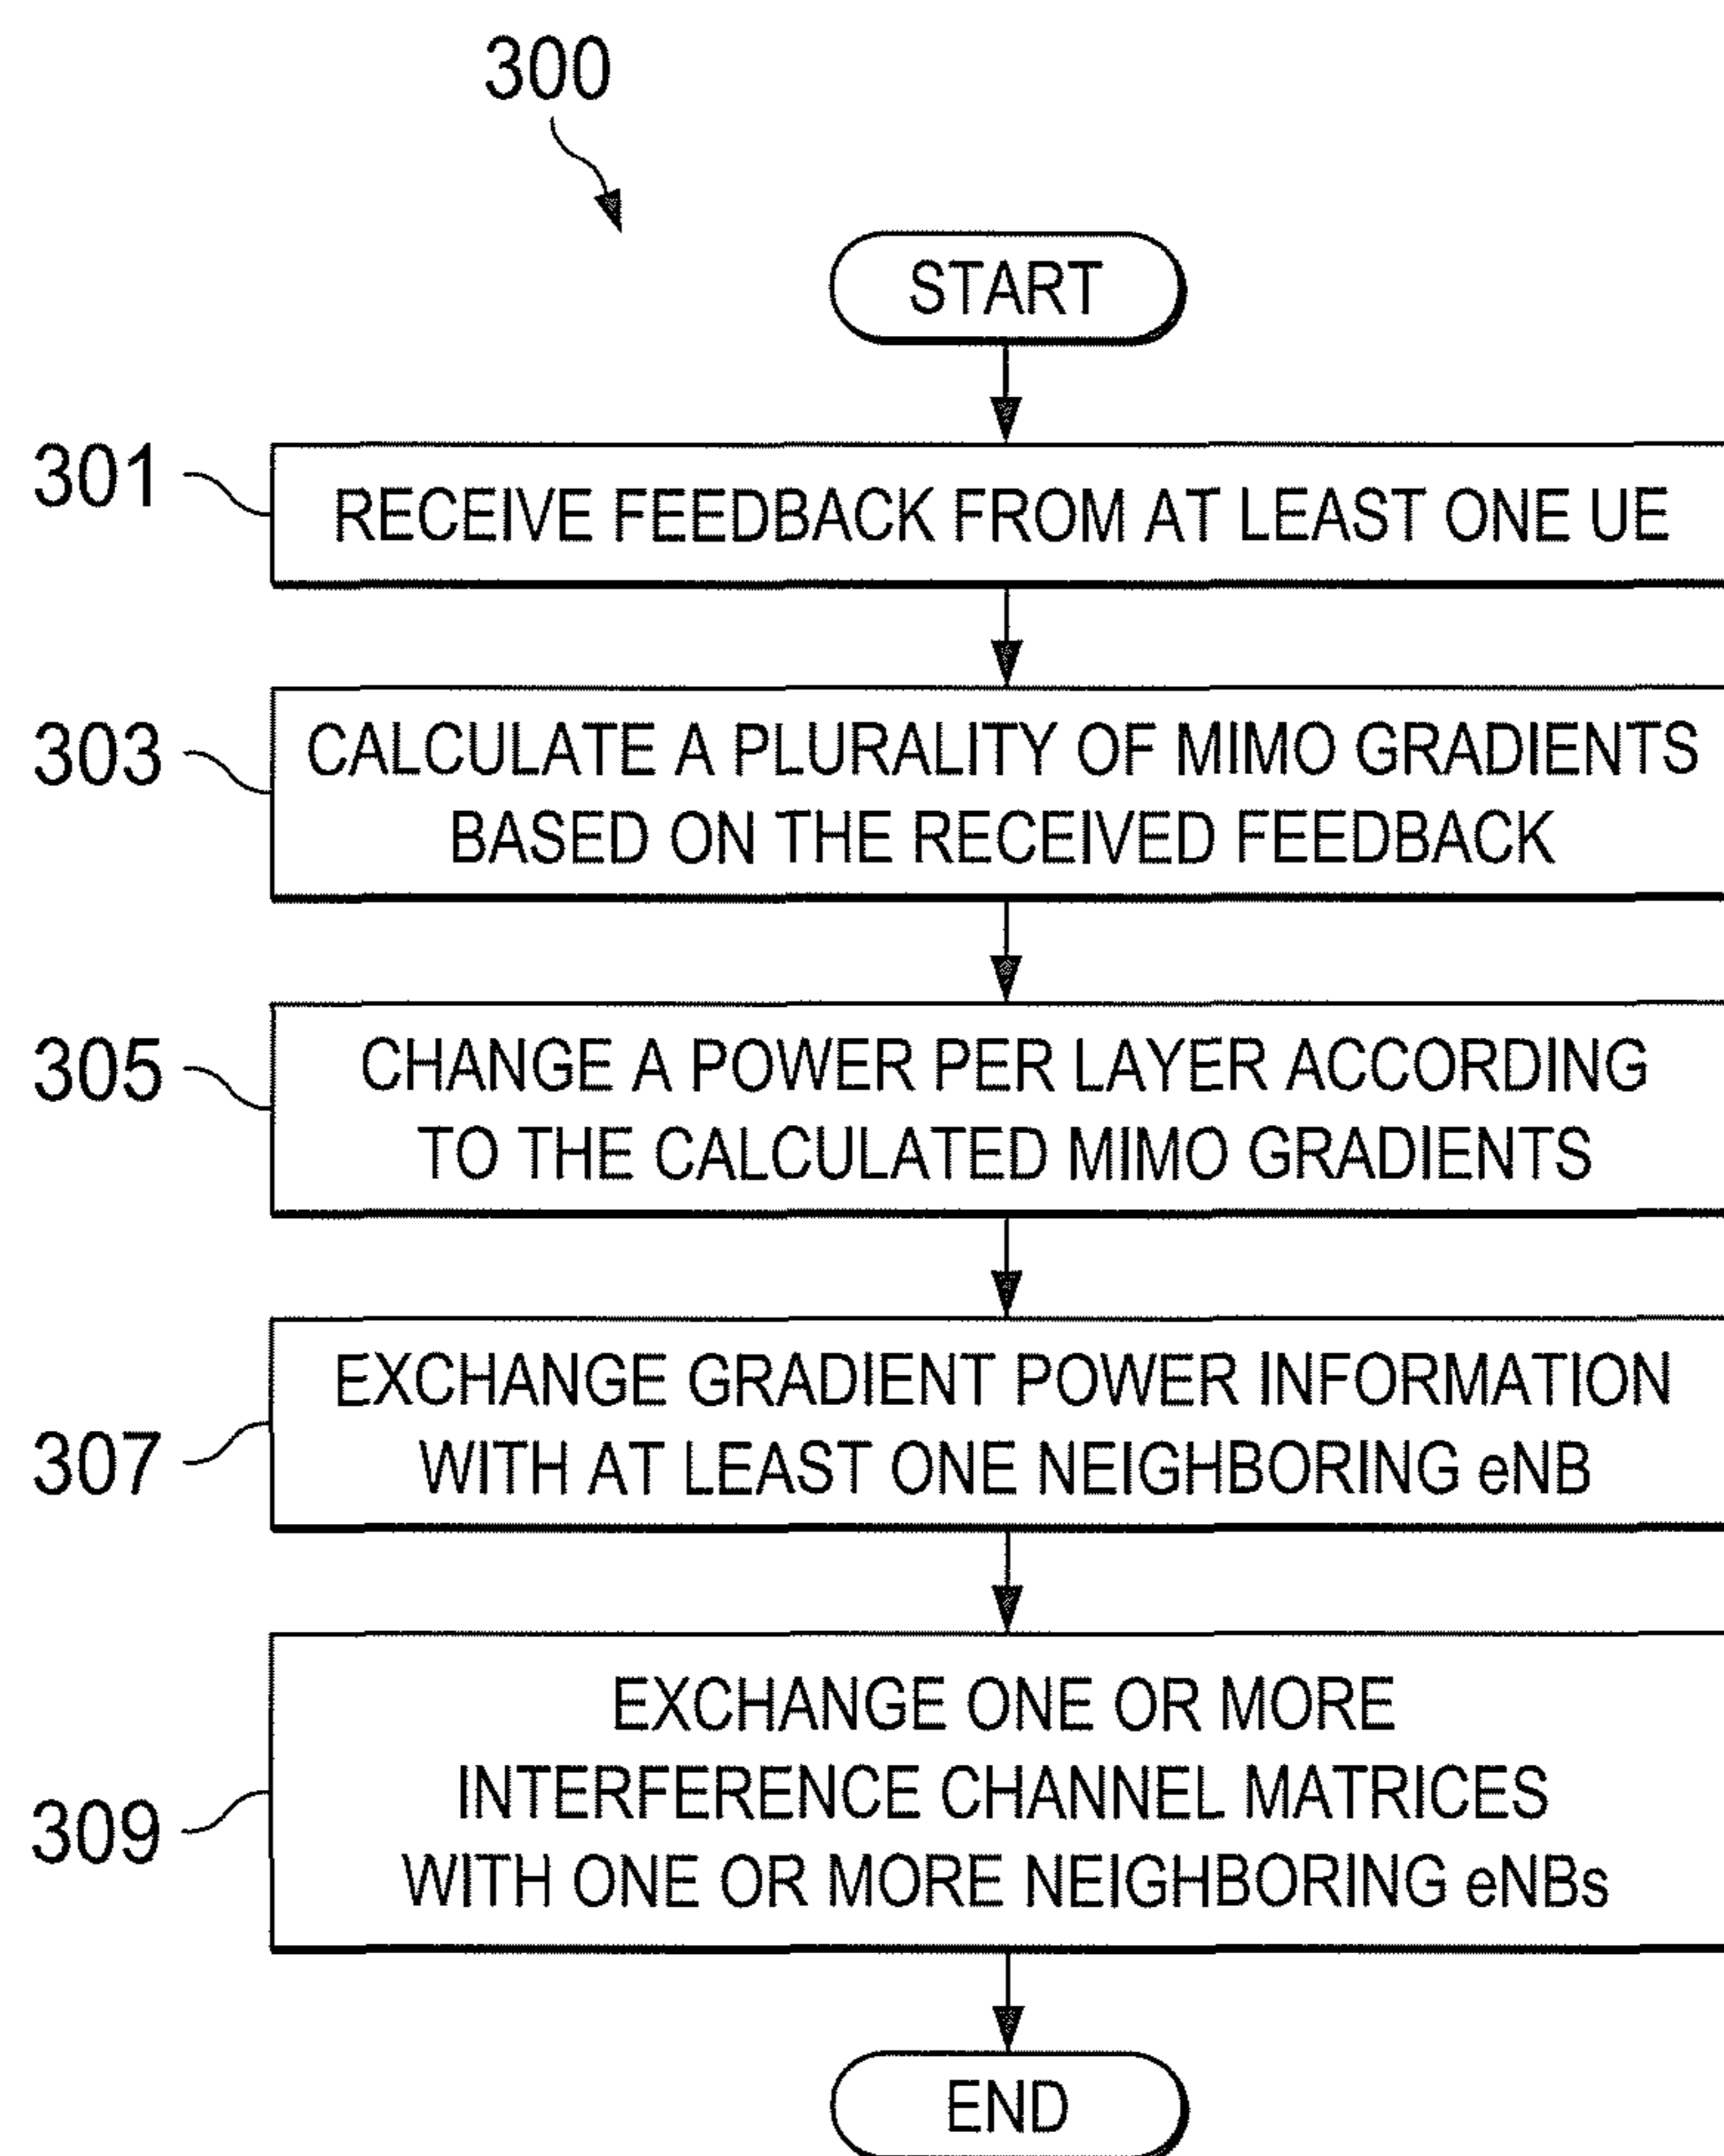 300
START
301
RECEIVE FEEDBACK FROM AT LEAST ONE UE
303
CALCULATE A PLURALITY OF MIMO GRADIENTS
BASED ON THE RECEIVED FEEDBACK
305
CHANGE A POWER PER LAYER ACCORDING
TO THE CALCULATED MIMO GRADIENTS
307
EXCHANGE GRADIENT POWER INFORMATION
WITH AT LEAST ONE NEIGHBORING eNB
309
EXCHANGE ONE OR MORE
INTERFERENCE CHANNEL MATRICES
WITH ONE OR MORE NEIGHBORING eNBs
END